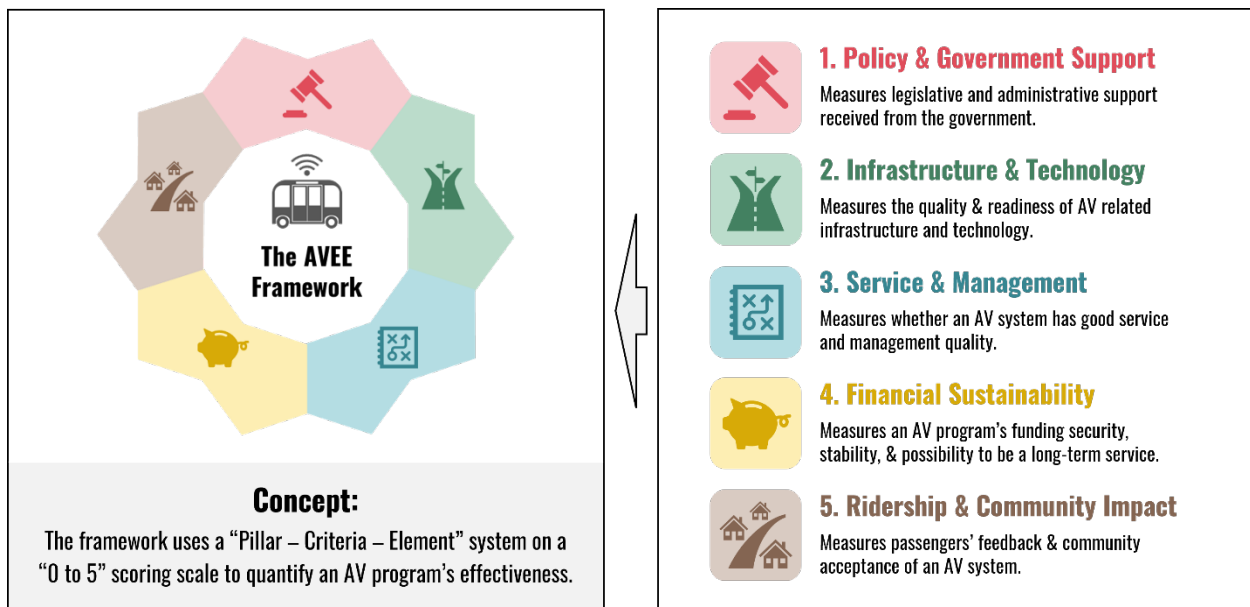 The AVEE
Framework
Concept:
The framework uses a “Pillar – Criteria – Element” system on a
“0 to 5” scoring scale to quantify an AV program’s effectiveness.
1. Policy & Government Support
Measures legislative and administrative support
received from the government.
2. Infrastructure & Technology
Measures the quality & readiness of AV related
infrastructure and technology.
3. Service & Management
Measures whether an AV system has good service
and management quality.
4. Financial Sustainability
Measures an AV program’s funding security,
stability, & possibility to be a long-term service.
5. Ridership & Community Impact
Measures passengers’ feedback & community
acceptance of an AV system.